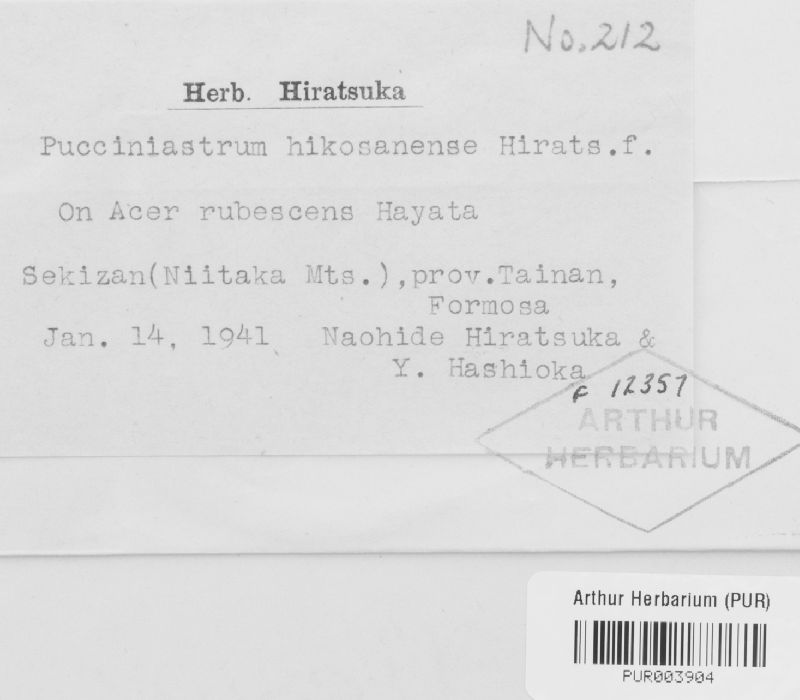 No. 212
Herb. Hiratsuka
Pucciniastrum hikosanense Hirats.f.
On Acer rubescens Hayata
Sekizan(Niitaka Mts.),prov.Tainan,
Formosa
Jan. 14, 1941 Naohide Hiratsuka &
Y. Hashioka
F 12357
ARTHUR
HERBARIUM
Arthur Herbarium (PUR)
PUR003904